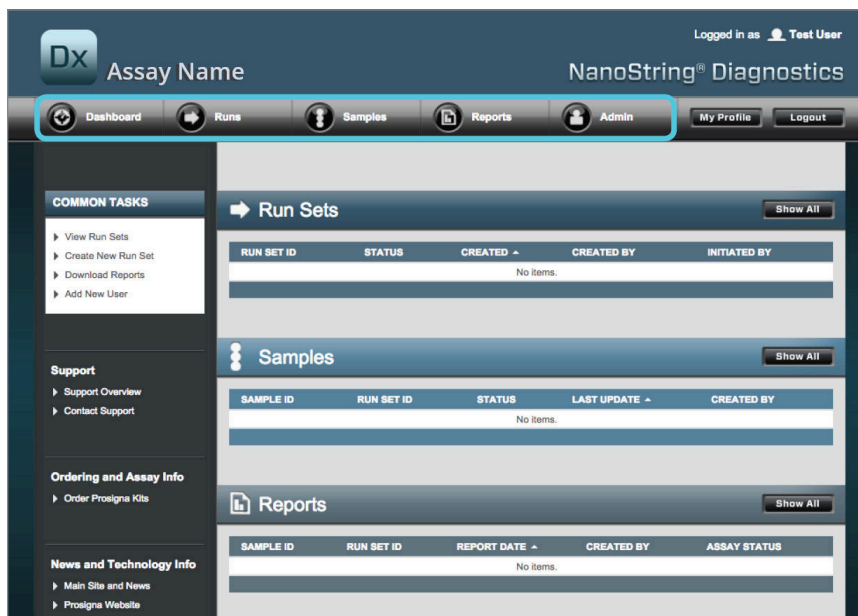 Logged in as Test User
Dx Assay Name
NanoString® Diagnostics
Dashboard Runs Samples Reports Admin My Profile Logout
COMMON TASKS
View Run Sets
Create New Run Set
Download Reports
Add New User
Support
Support Overview
Contact Support
Ordering and Assay Info
Order Prosigna Kits
News and Technology Info
Main Site and News
Prosigna Website
Run Sets Show All
RUN SET ID STATUS CREATED CREATED BY INITIATED BY
No items.
Samples Show All
SAMPLE ID RUN SET ID STATUS LAST UPDATE CREATED BY
No items.
Reports Show All
SAMPLE ID RUN SET ID REPORT DATE CREATED BY ASSAY STATUS
No items.